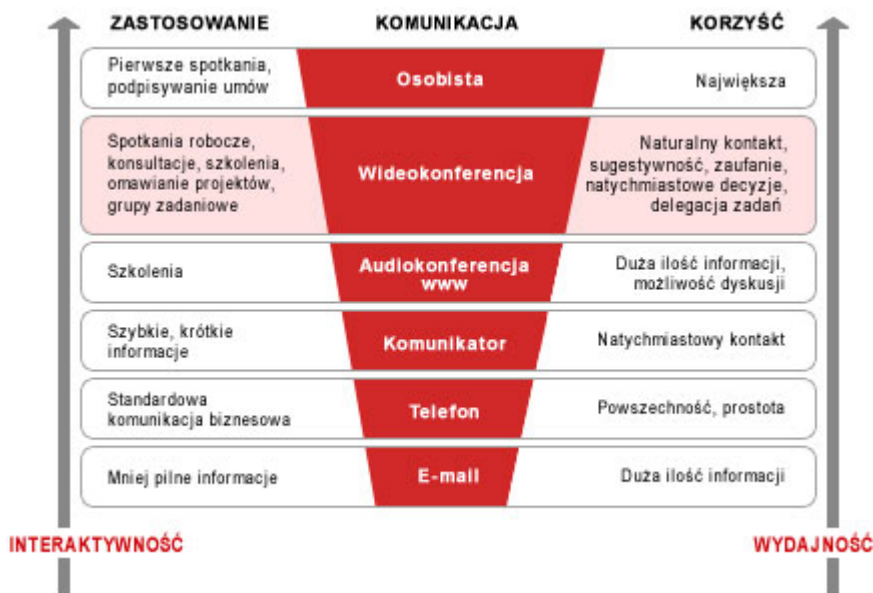 ZASTOSOWANIE KOMUNIKACJA KORZYŚĆ
Pierwsze spotkania,
podpisywanie umów
Osobista
Największa
Spotkania robocze,
konsultacje, szkolenia,
omawianie projektów,
grupy zadaniowe
Wideokonferencja
Naturalny kontakt,
sugestywność, zaufanie,
natychmiastowe decyzje,
delegacja zadań
Szkolenia
Audiokonferencja
www
Duża ilość informacji,
możliwość dyskusji
Szybkie, krótkie
informacje
Komunikator
Natychmiastowy kontakt
Standardowa
komunikacja biznesowa
Telefon
Powszechność, prostota
Mniej pilne informacje
E-mail
Duża ilość informacji
INTERAKTYWNOŚĆ
WYDAJNOŚĆ